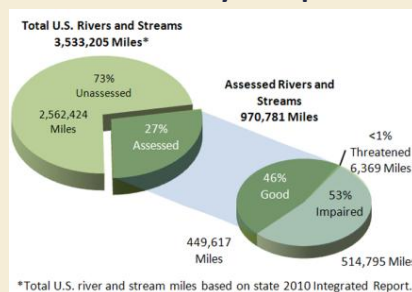 Total U.S. Rivers and Streams
3,533,205 Miles*
73%
Unassessed
2,562,424
Miles
27%
Assessed
Assessed Rivers and
Streams
970,781 Miles
<1%
Threatened
6,369 Miles
46%
Good
53%
Impaired
449,617
Miles
514,795 Miles
*Total U.S. river and stream miles based on state 2010 Integrated Report.